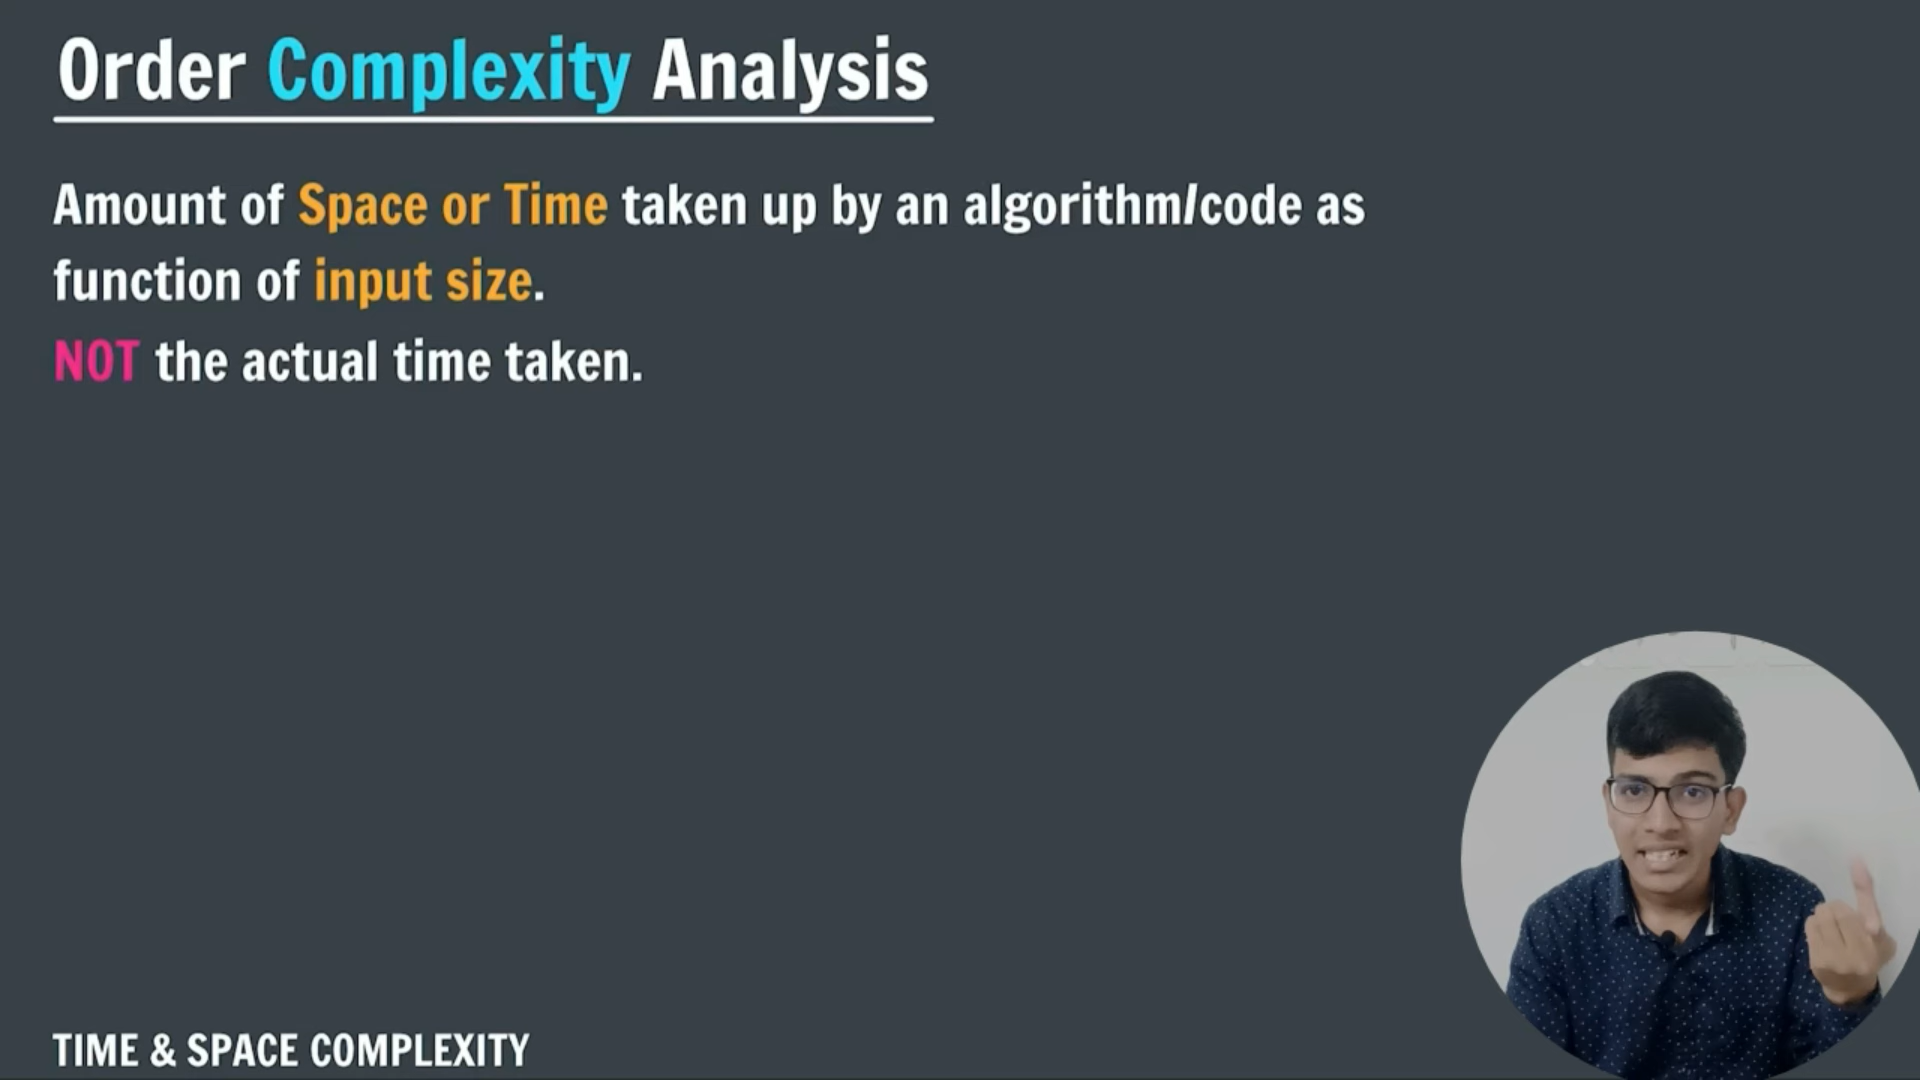 Order Complexity Analysis
Amount of Space or Time taken up by an algorithm/code as
function of input size.
NOT the actual time taken.
TIME & SPACE COMPLEXITY